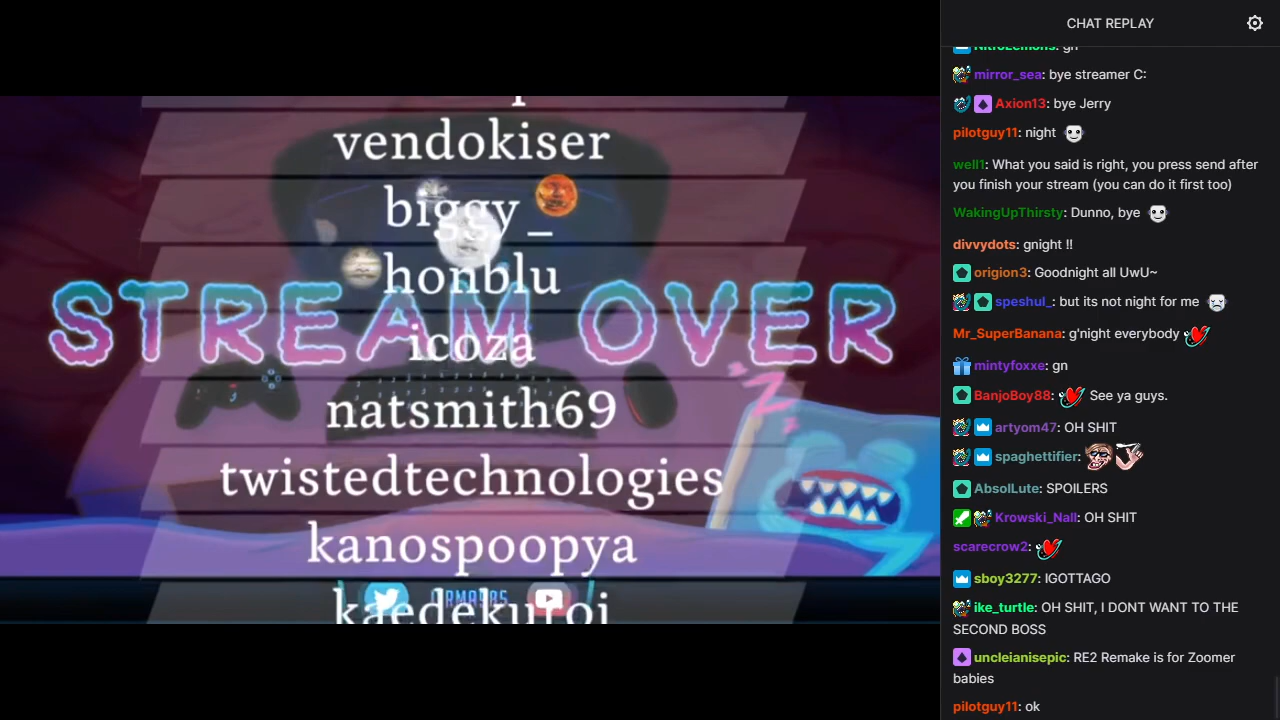 vendokiser
biggy_
honblu
STREAM OVER
icoza
natsmith69
twistedtechnologies
kanospoopya
kaedekuroi
CHAT REPLAY
NitroLemons: gn
mirror_sea: bye streamer C:
Axion13: bye Jerry
pilotguy11: night
well1: What you said is right, you press send after
you finish your stream (you can do it first too)
WakingUpThirsty: Dunno, bye
divvydots: gnight !!
origion3: Goodnight all UwU~
speshul_: but its not night for me
Mr_SuperBanana: g'night everybody
mintyfoxxe: gn
BanjoBoy88: See ya guys.
artyom47: OH SHIT
spaghettifier:
AbsolLute: SPOILERS
Krowski_Nall: OH SHIT
scarecrow2:
sboy3277: IGOTTAGO
ike_turtle: OH SHIT, I DONT WANT TO THE
SECOND BOSS
uncleianisepic: RE2 Remake is for Zoomer
babies
pilotguy11: ok